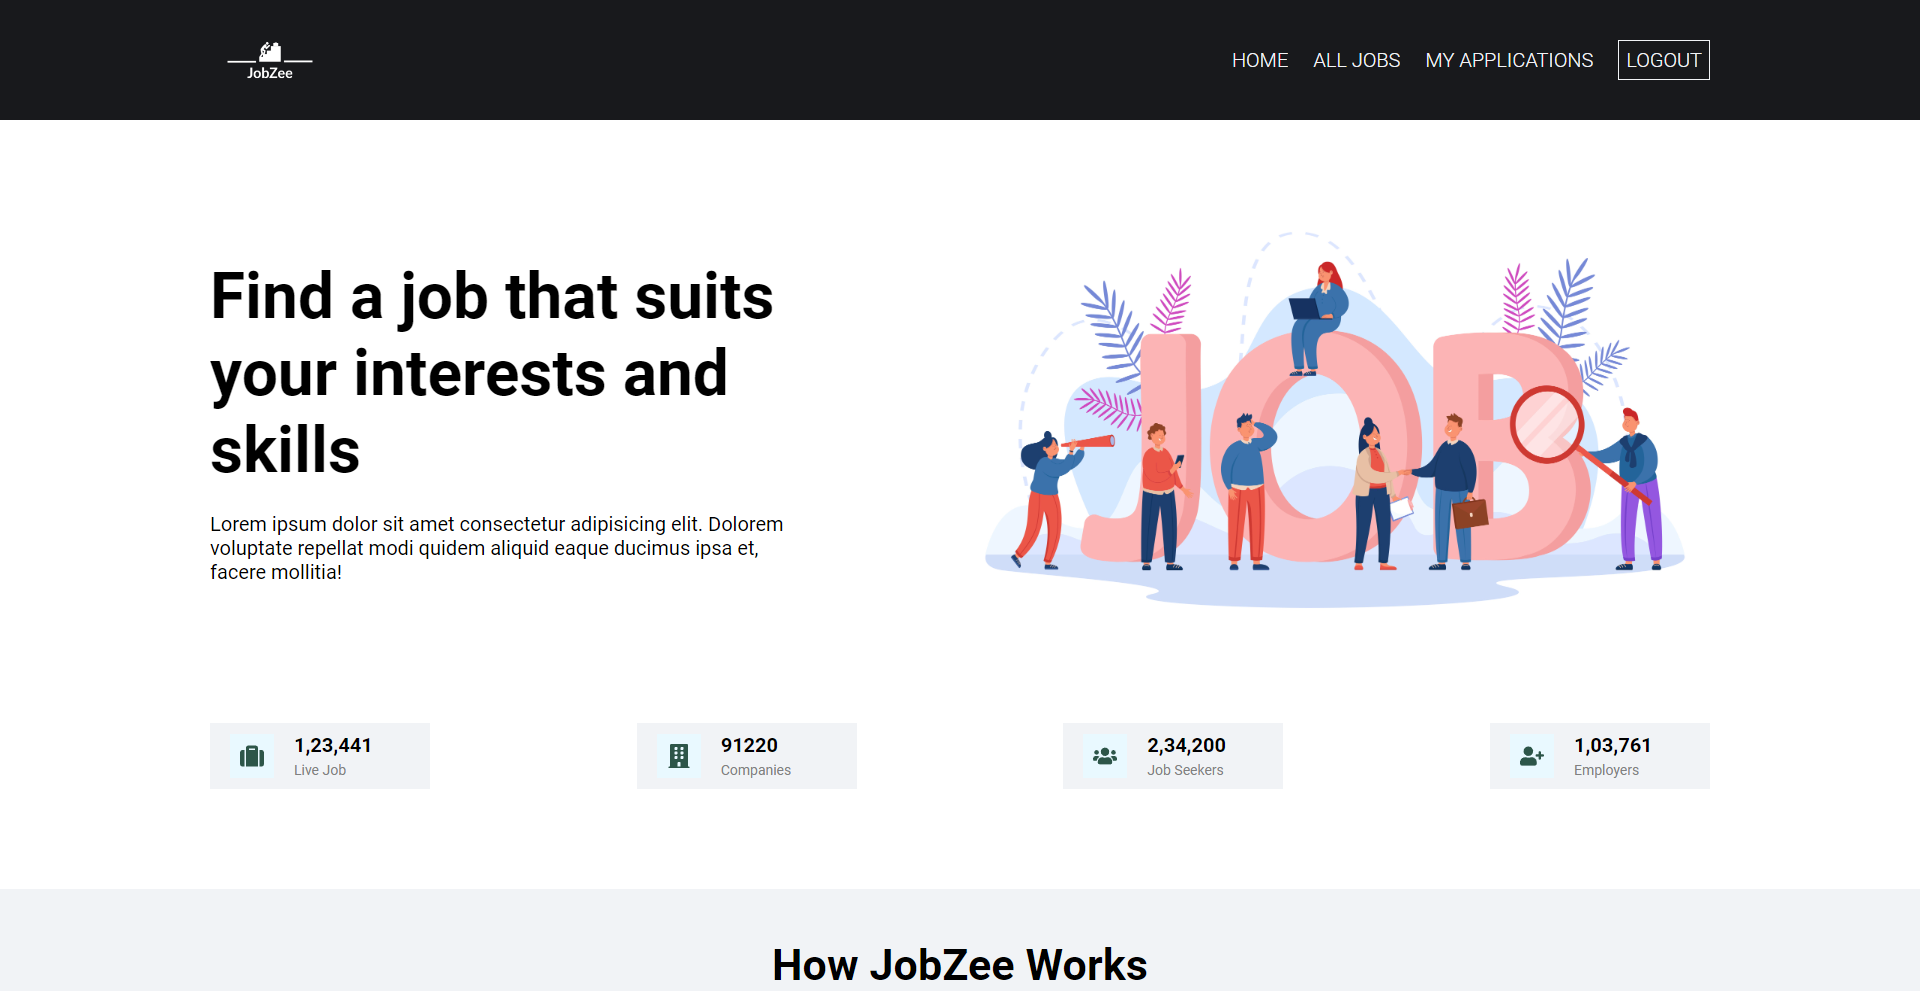 JobZee
HOME ALL JOBS MY APPLICATIONS LOGOUT
Find a job that suits
your interests and
skills
Lorem ipsum dolor sit amet consectetur adipisicing elit. Dolorem
voluptate repellat modi quidem aliquid eaque ducimus ipsa et,
facere mollitia!
JOB
1,23,441
Live Job
91220
Companies
2,34,200
Job Seekers
1,03,761
Employers
How JobZee Works